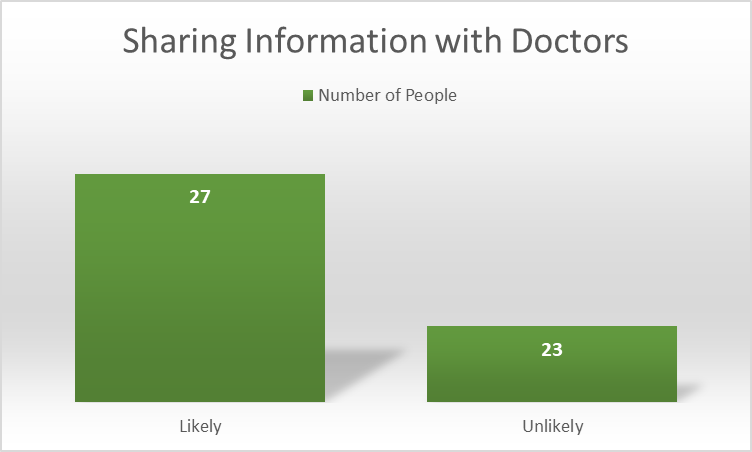 Sharing Information with Doctors
Number of People
27
23
Likely
Unlikely